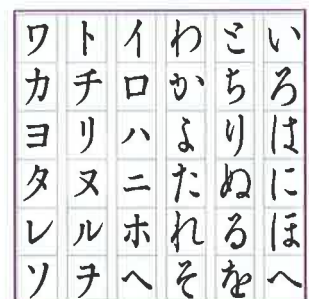 いろはにほへ
とちりぬるを
わかよたれそ
イロハニホヘ
トチリヌルヲ
ワカヨタレソ